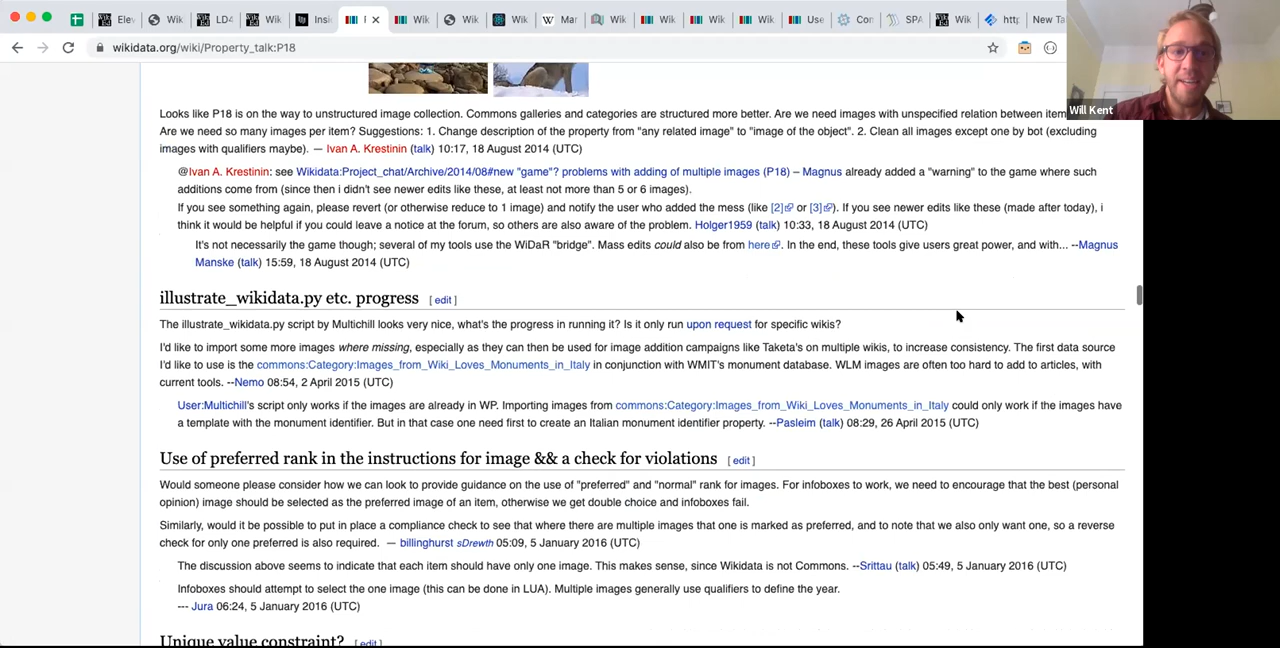 Elev Wik LD4 Wik Insi Wik Wik Wik Mar Wik Wik Wik Wik Use Con SPA Wik http New Ta
wikidata.org/wiki/Property_talk:P18
Will Kent
Looks like P18 is on the way to unstructured image collection. Commons galleries and categories are structured more better. Are we need images with unspecified relation between item
Are we need so many images per item? Suggestions: 1. Change description of the property from "any related image" to "image of the object". 2. Clean all images except one by bot (excluding
images with qualifiers maybe). — Ivan A. Krestinin (talk) 10:17, 18 August 2014 (UTC)
@Ivan A. Krestinin: see Wikidata:Project_chat/Archive/2014/08#new "game"? problems with adding of multiple images (P18) – Magnus already added a "warning" to the game where such
additions come from (since then i didn't see newer edits like these, at least not more than 5 or 6 images).
If you see something again, please revert (or otherwise reduce to 1 image) and notify the user who added the mess (like [2] or [3]). If you see newer edits like these (made after today), i
think it would be helpful if you could leave a notice at the forum, so others are also aware of the problem. Holger1959 (talk) 10:33, 18 August 2014 (UTC)
It's not necessarily the game though; several of my tools use the WiDaR "bridge". Mass edits could also be from here. In the end, these tools give users great power, and with... --Magnus
Manske (talk) 15:59, 18 August 2014 (UTC)
illustrate_wikidata.py etc. progress [ edit ]
The illustrate_wikidata.py script by Multichill looks very nice, what's the progress in running it? Is it only run upon request for specific wikis?
I'd like to import some more images where missing, especially as they can then be used for image addition campaigns like Taketa's on multiple wikis, to increase consistency. The first data source
I'd like to use is the commons:Category:Images_from_Wiki_Loves_Monuments_in_Italy in conjunction with WMIT's monument database. WLM images are often too hard to add to articles, with
current tools. --Nemo 08:54, 2 April 2015 (UTC)
User:Multichill's script only works if the images are already in WP. Importing images from commons:Category:Images_from_Wiki_Loves_Monuments_in_Italy could only work if the images have
a template with the monument identifier. But in that case one need first to create an Italian monument identifier property. --Pasleim (talk) 08:29, 26 April 2015 (UTC)
Use of preferred rank in the instructions for image && a check for violations [ edit ]
Would someone please consider how we can look to provide guidance on the use of "preferred" and "normal" rank for images. For infoboxes to work, we need to encourage that the best (personal
opinion) image should be selected as the preferred image of an item, otherwise we get double choice and infoboxes fail.
Similarly, would it be possible to put in place a compliance check to see that where there are multiple images that one is marked as preferred, and to note that we also only want one, so a reverse
check for only one preferred is also required. — billinghurst sDrewth 05:09, 5 January 2016 (UTC)
The discussion above seems to indicate that each item should have only one image. This makes sense, since Wikidata is not Commons. --Srittau (talk) 05:49, 5 January 2016 (UTC)
Infoboxes should attempt to select the one image (this can be done in LUA). Multiple images generally use qualifiers to define the year.
--- Jura 06:24, 5 January 2016 (UTC)
Unique value constraint? [ edit ]